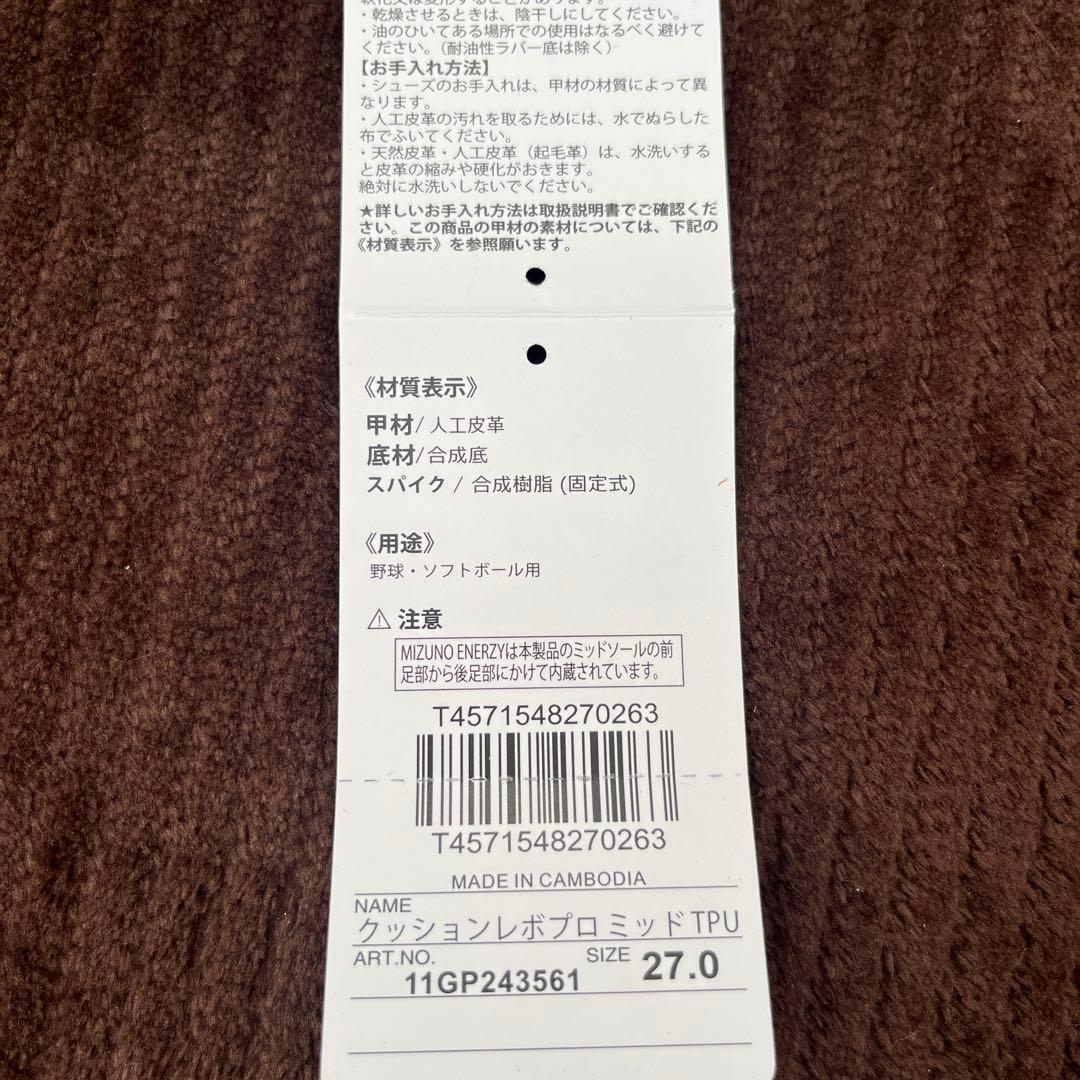 軟化又は変形することがあります。
・乾燥させるときは、陰干しにしてください。
・油のひいてある場所での使用はなるべく避けて
ください。（耐油性ラバー底は除く）
【お手入れ方法】
・シューズのお手入れは、甲材の材質によって異
なります。
・人工皮革の汚れを取るためには、水でぬらした
布でふいてください。
・天然皮革・人工皮革（起毛革）は、水洗いする
と皮革の縮みや硬化がおきます。
絶対に水洗いしないでください。
★詳しいお手入れ方法は取扱説明書でご確認くだ
さい。この商品の甲材の素材については、下記の
《材質表示》を参照願います。
《材質表示》
甲材/ 人工皮革
底材/合成底
スパイク / 合成樹脂 (固定式)
《用途》
野球・ソフトボール用
⚠ 注意
MIZUNO ENERZYは本製品のミッドソールの前
足部から後足部にかけて内蔵されています。
T4571548270263
T4571548270263
MADE IN CAMBODIA
NAME
クッションレボプロ ミッド TPU
ART.NO. SIZE
11GP243561 27.0